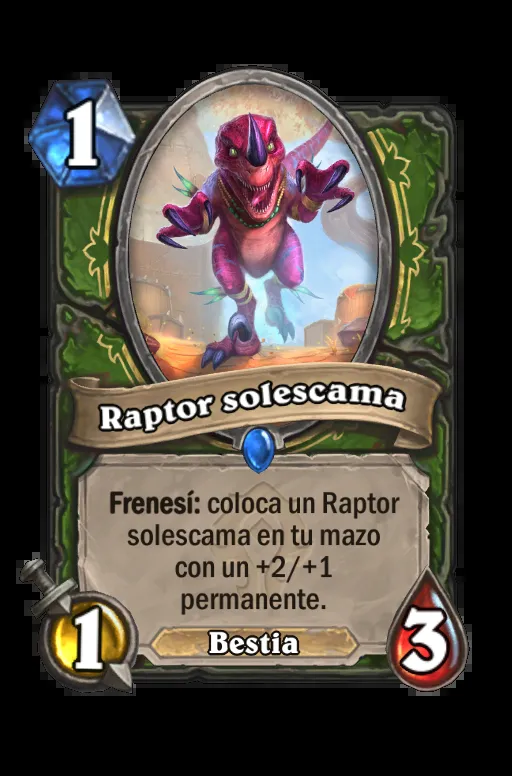 1
Raptor solescama
Frenesí: coloca un Raptor
solescama en tu mazo
con un +2/+1
permanente.
1
Bestia
3